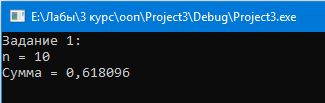 E:\Лабы\3 курс\ооп\Project3\Debug\Project3.exe
Задание 1:
n = 10
Сумма = 0,618096